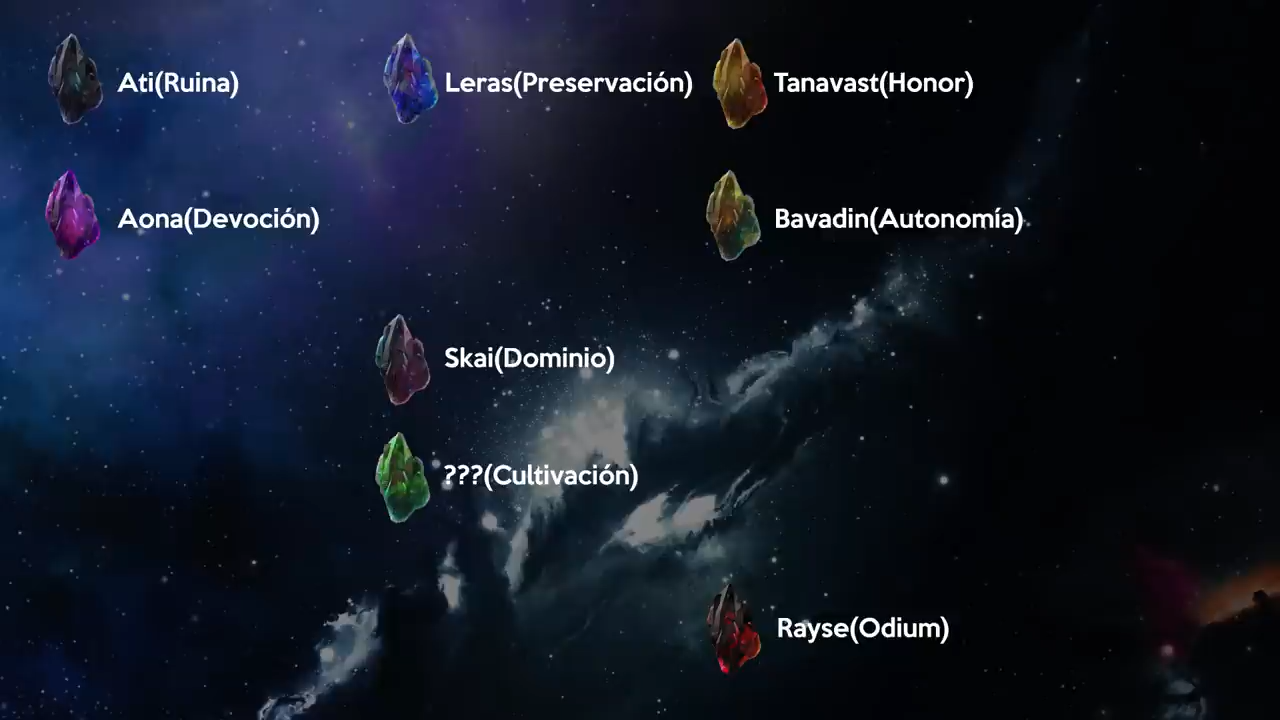 Ati(Ruina)
Leras(Preservación)
Tanavast(Honor)
Aona(Devoción)
Bavadin(Autonomía)
Skai(Dominio)
???(Cultivación)
Rayse(Odium)